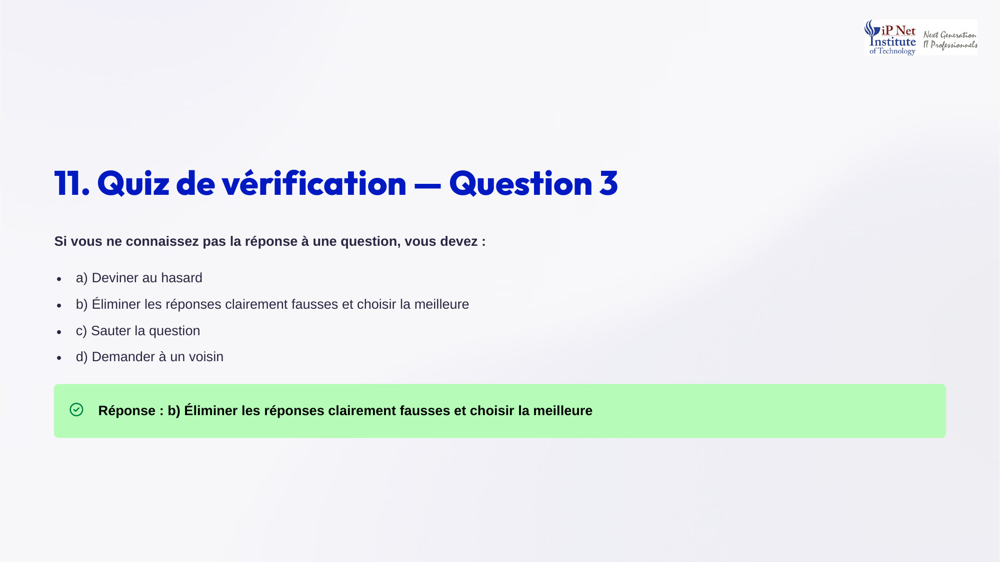 iP Net
Institute
of Technology
Next Generation
IT Professionnels
11. Quiz de vérification — Question 3
Si vous ne connaissez pas la réponse à une question, vous devez :
• a) Deviner au hasard
• b) Éliminer les réponses clairement fausses et choisir la meilleure
• c) Sauter la question
• d) Demander à un voisin
Réponse : b) Éliminer les réponses clairement fausses et choisir la meilleure